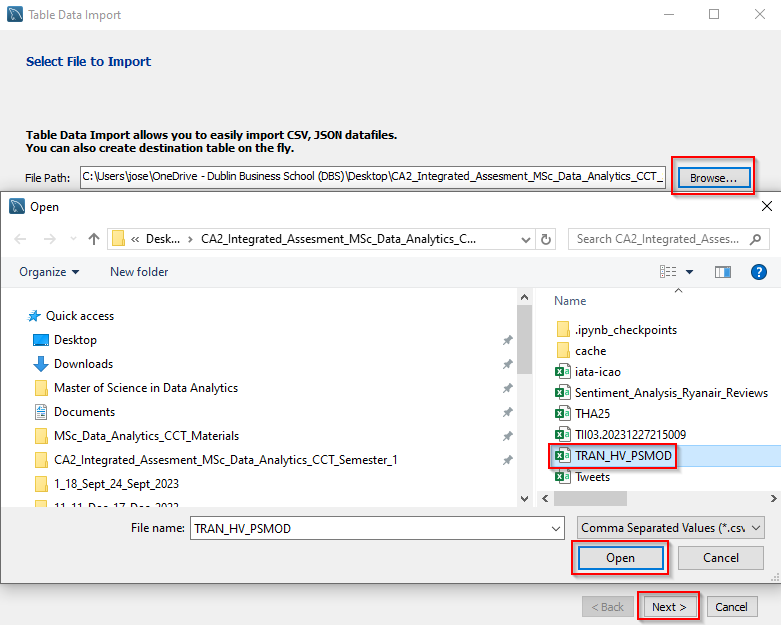 Table Data Import
Select File to Import
Table Data Import allows you to easily import CSV, JSON datafiles.
You can also create destination table on the fly.
File Path: C:\Users\jose\OneDrive - Dublin Business School (DBS)\Desktop\CA2_Integrated_Assesment_MSc_Data_Analytics_CCT_ Browse...
Open
« Desk... › CA2_Integrated_Assesment_MSc_Data_Analytics_C... Search CA2_Integrated_Asses...
Organize New folder ?
Quick access
Desktop
Downloads
Master of Science in Data Analytics
Documents
MSc_Data_Analytics_CCT_Materials
CA2_Integrated_Assesment_MSc_Data_Analytics_CCT_Semester_1
1_18_Sept_24_Sept_2023
11_11_Dec_17_Dec_2023
Name
.ipynb_checkpoints
cache
iata-icao
Sentiment_Analysis_Ryanair_Reviews
THA25
TII03.20231227215009
TRAN_HV_PSMOD
Tweets
File name: TRAN_HV_PSMOD Comma Separated Values (*.csv
Open Cancel
< Back Next > Cancel